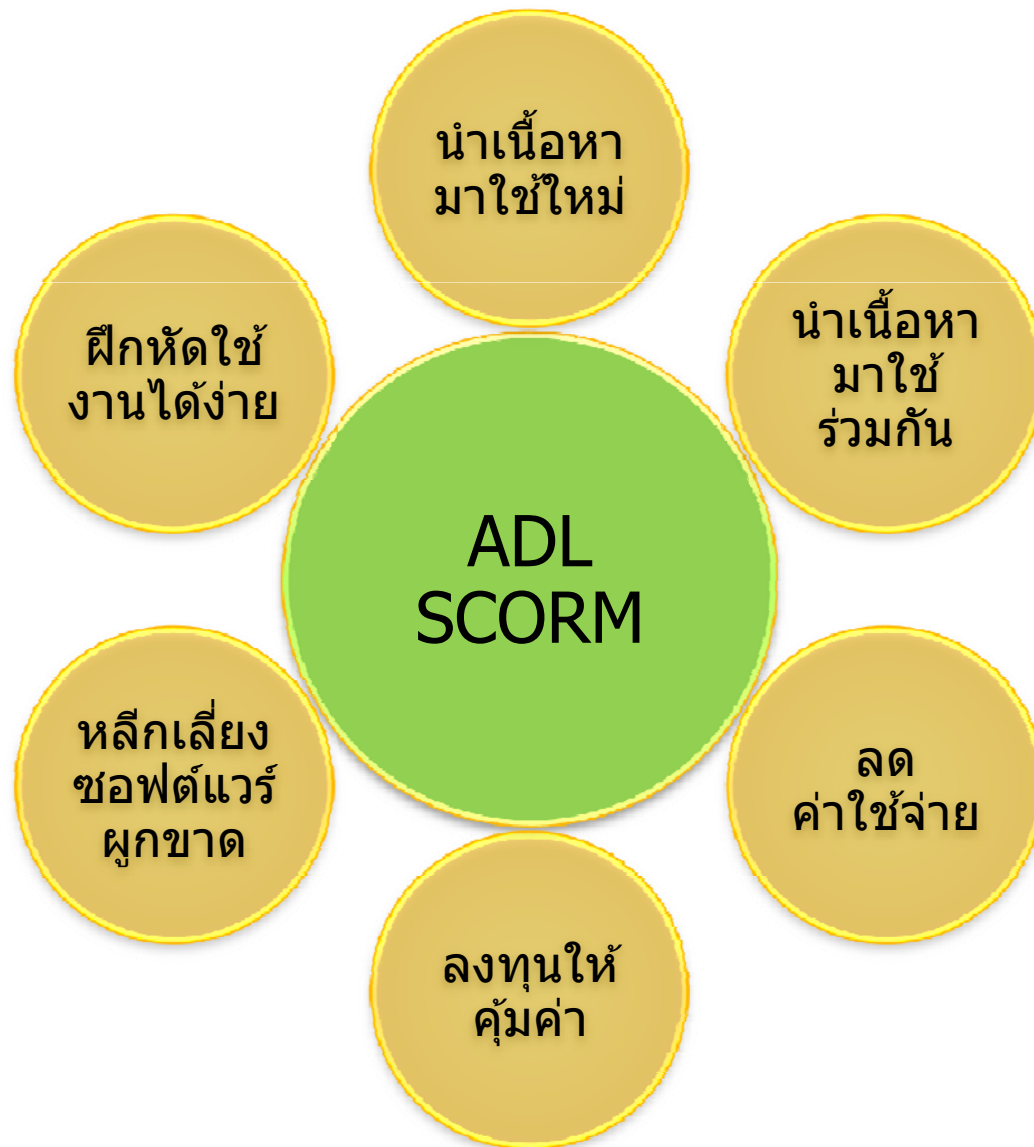 นำเนื้อหา
มาใช้ใหม่
นำเนื้อหา
มาใช้
ร่วมกัน
ลด
ค่าใช้จ่าย
ลงทุนให้
คุ้มค่า
หลีกเลี่ยง
ซอฟต์แวร์
ผูกขาด
ฝึกหัดใช้
งานได้ง่าย
ADL
SCORM